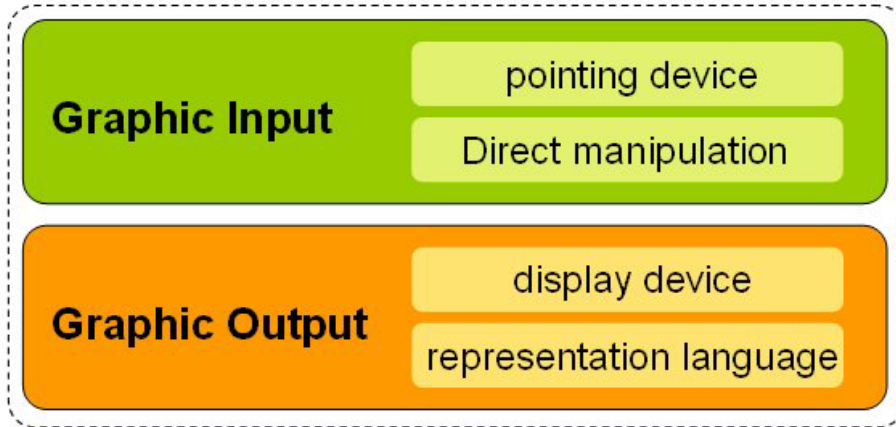 Graphic Input
pointing device
Direct manipulation
Graphic Output
display device
representation language